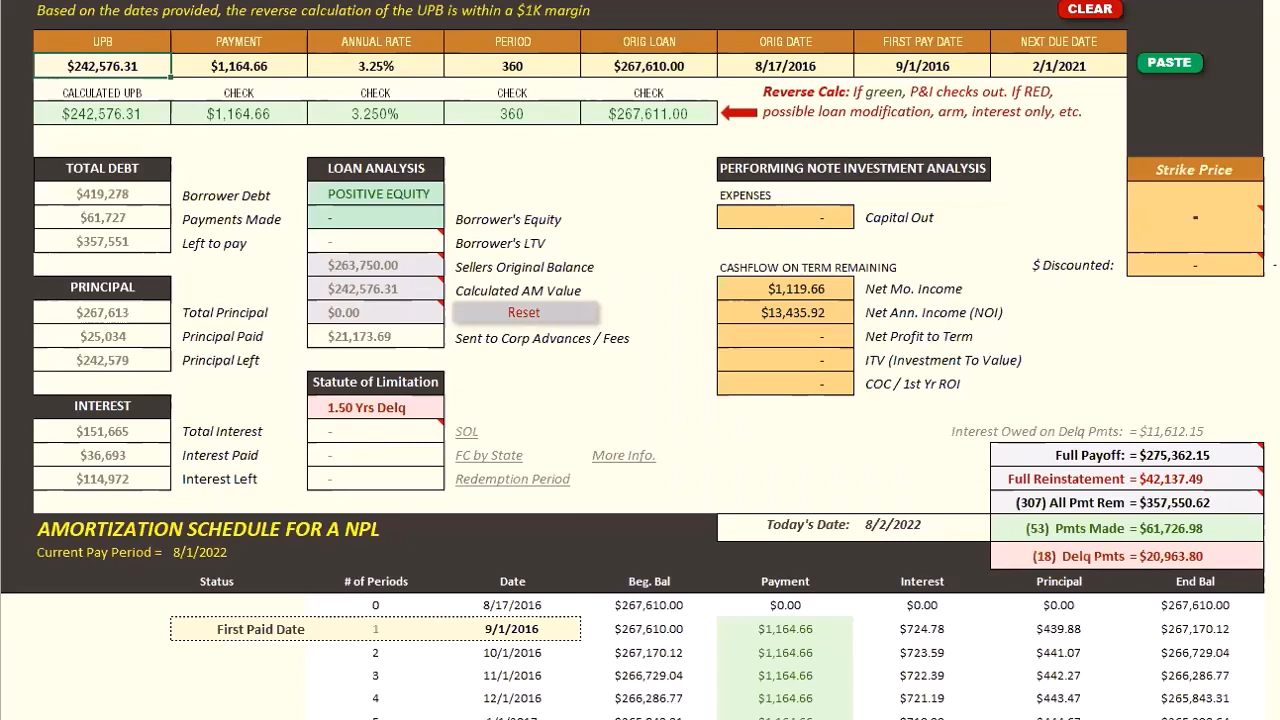 Based on the dates provided, the reverse calculation of the UPB is within a $1K margin
CLEAR
UPB PAYMENT ANNUAL RATE PERIOD ORIG LOAN ORIG DATE FIRST PAY DATE NEXT DUE DATE
$242,576.31 $1,164.66 3.25% 360 $267,610.00 8/17/2016 9/1/2016 2/1/2021 PASTE
CALCULATED UPB CHECK CHECK CHECK CHECK
$242,576.31 $1,164.66 3.250% 360 $267,611.00
Reverse Calc: If green, P&I checks out. If RED,
possible loan modification, arm, interest only, etc.
TOTAL DEBT
$419,278 Borrower Debt
$61,727 Payments Made
$357,551 Left to pay
PRINCIPAL
$267,613 Total Principal
$25,034 Principal Paid
$242,579 Principal Left
INTEREST
$151,665 Total Interest
$36,693 Interest Paid
$114,972 Interest Left
LOAN ANALYSIS
POSITIVE EQUITY
- Borrower's Equity
- Borrower's LTV
$263,750.00 Sellers Original Balance
$242,576.31 Calculated AM Value
$0.00 Reset
$21,173.69 Sent to Corp Advances / Fees
Statute of Limitation
1.50 Yrs Delq
- SOL
- FC by State More Info.
- Redemption Period
PERFORMING NOTE INVESTMENT ANALYSIS
EXPENSES
- Capital Out
CASHFLOW ON TERM REMAINING
$1,119.66 Net Mo. Income
$13,435.92 Net Ann. Income (NOI)
- Net Profit to Term
- ITV (Investment To Value)
- COC / 1st Yr ROI
Strike Price
-
$ Discounted: - -
Interest Owed on Delq Pmts: = $11,612.15
Full Payoff: = $275,362.15
Full Reinstatement = $42,137.49
(307) All Pmt Rem = $357,550.62
(53) Pmts Made = $61,726.98
(18) Delq Pmts = $20,963.80
AMORTIZATION SCHEDULE FOR A NPL
Today's Date: 8/2/2022
Current Pay Period = 8/1/2022
Status # of Periods Date Beg. Bal Payment Interest Principal End Bal
0 8/17/2016 $267,610.00 $0.00 $0.00 $0.00 $267,610.00
First Paid Date 1 9/1/2016 $267,610.00 $1,164.66 $724.78 $439.88 $267,170.12
2 10/1/2016 $267,170.12 $1,164.66 $723.59 $441.07 $266,729.04
3 11/1/2016 $266,729.04 $1,164.66 $722.39 $442.27 $266,286.77
4 12/1/2016 $266,286.77 $1,164.66 $721.19 $443.47 $265,843.31